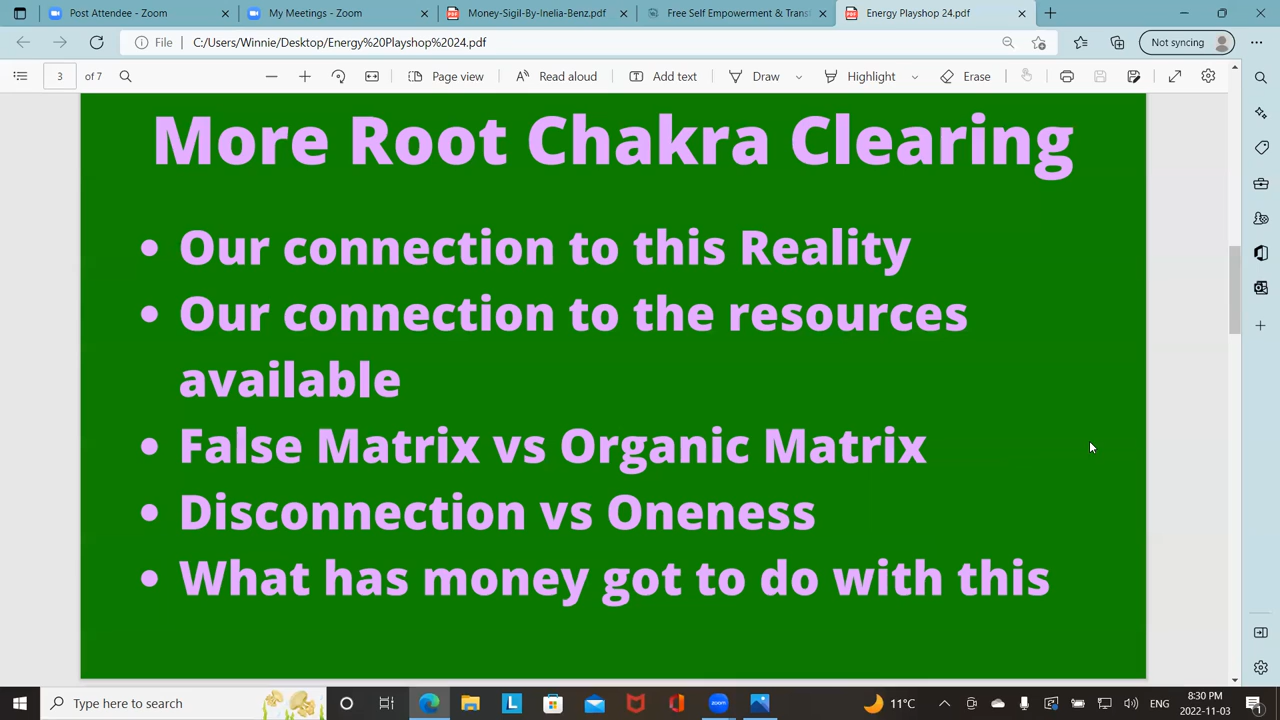 Post Attendee - Zoom
My Meetings - Zoom
Money-Sigil-By-Inelia-Benz.pdf
Free Self Empowerment & Trans
Energy Playshop 24.pdf
File
C:/Users/Winnie/Desktop/Energy%20Playshop%2024.pdf
Not syncing
3 of 7
Page view
Read aloud
Add text
Draw
Highlight
Erase
More Root Chakra Clearing
• Our connection to this Reality
• Our connection to the resources
available
• False Matrix vs Organic Matrix
• Disconnection vs Oneness
• What has money got to do with this
Type here to search
L
zoom
11°C
ENG
8:30 PM
2022-11-03
1